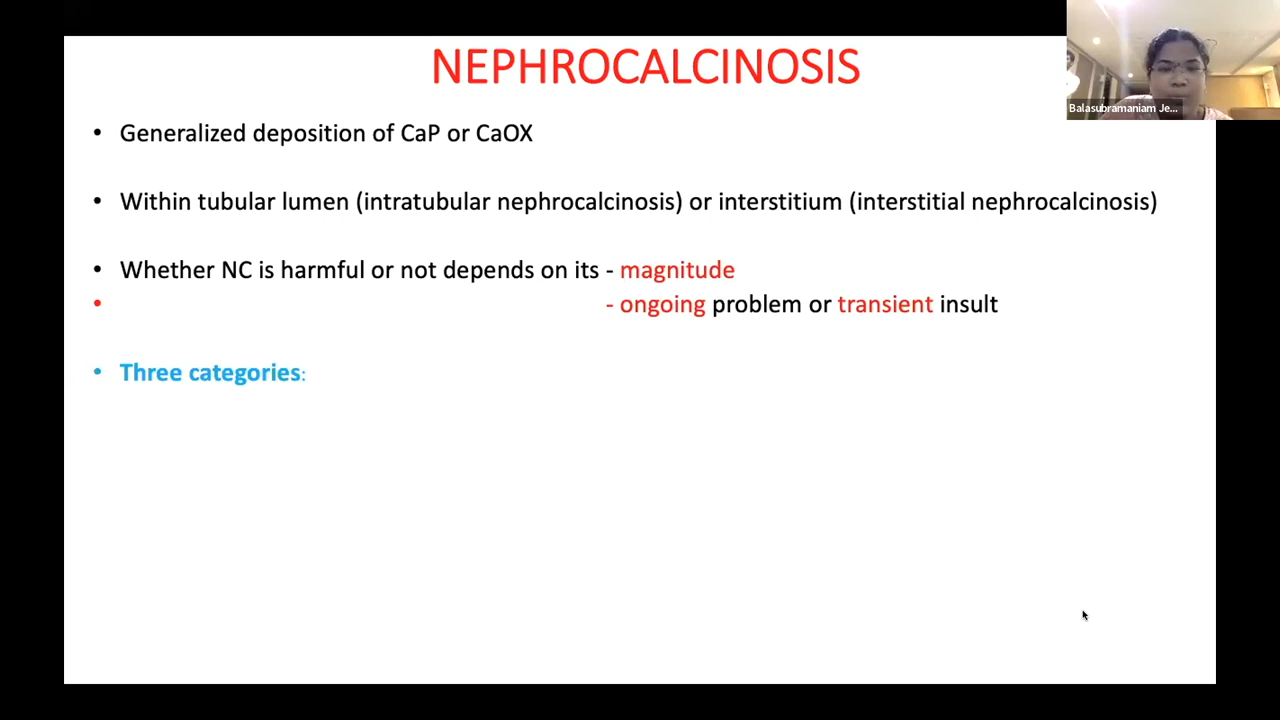 NEPHROCALCINOSIS
Balasubramaniam Je...
• Generalized deposition of CaP or CaOX
• Within tubular lumen (intratubular nephrocalcinosis) or interstitium (interstitial nephrocalcinosis)
• Whether NC is harmful or not depends on its - magnitude
• - ongoing problem or transient insult
• Three categories: